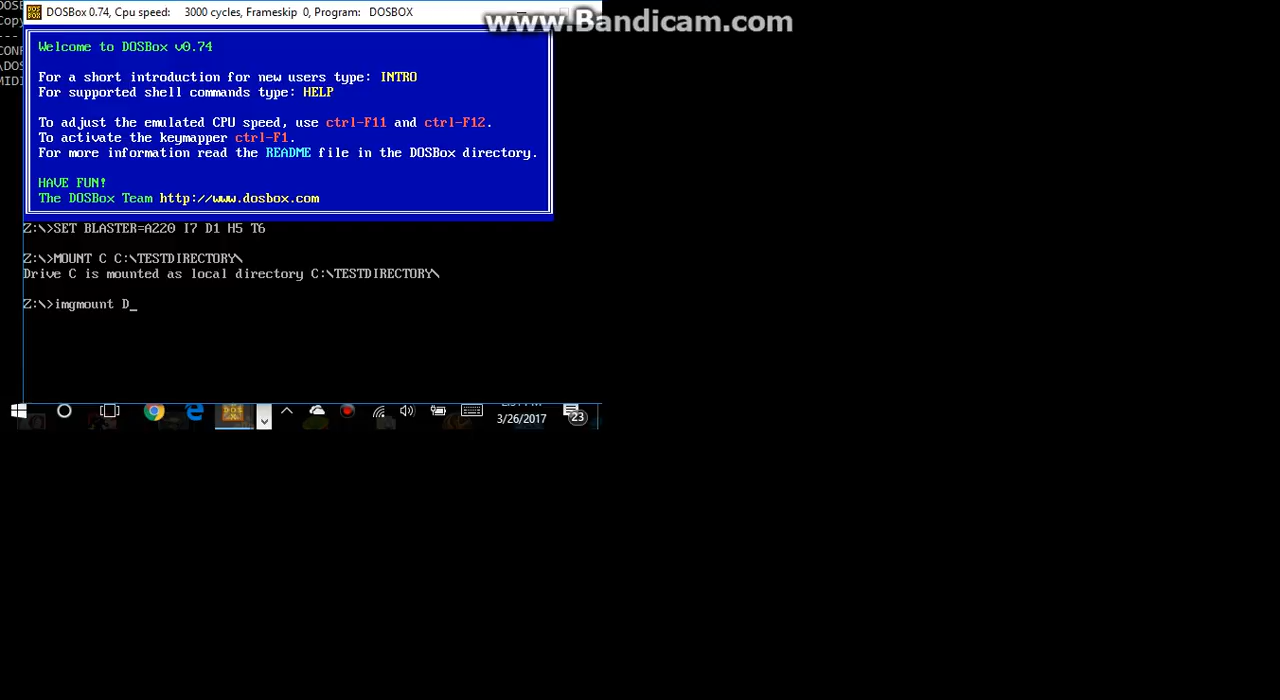 DOSBox 0.74, Cpu speed: 3000 cycles, Frameskip 0, Program: DOSBOX
www.Bandicam.com
Welcome to DOSBox v0.74
For a short introduction for new users type: INTRO
For supported shell commands type: HELP
To adjust the emulated CPU speed, use ctrl-F11 and ctrl-F12.
To activate the keymapper ctrl-F1.
For more information read the README file in the DOSBox directory.
HAVE FUN!
The DOSBox Team http://www.dosbox.com
Z:\>SET BLASTER=A220 I7 D1 H5 T6
Z:\>MOUNT C C:\TESTDIRECTORY\
Drive C is mounted as local directory C:\TESTDIRECTORY\
Z:\>imgmount D_
3/26/2017
23